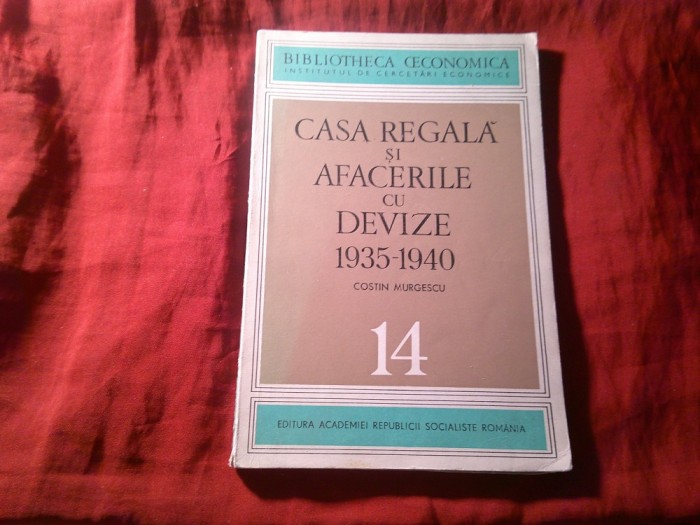 BIBLIOTHECA ŒCONOMICA
INSTITUTUL DE CERCETĂRI ECONOMICE
CASA REGALĂ
ȘI
AFACERILE
CU
DEVIZE
1935-1940
COSTIN MURGESCU
14
EDITURA ACADEMIEI REPUBLICII SOCIALISTE ROMÂNIA